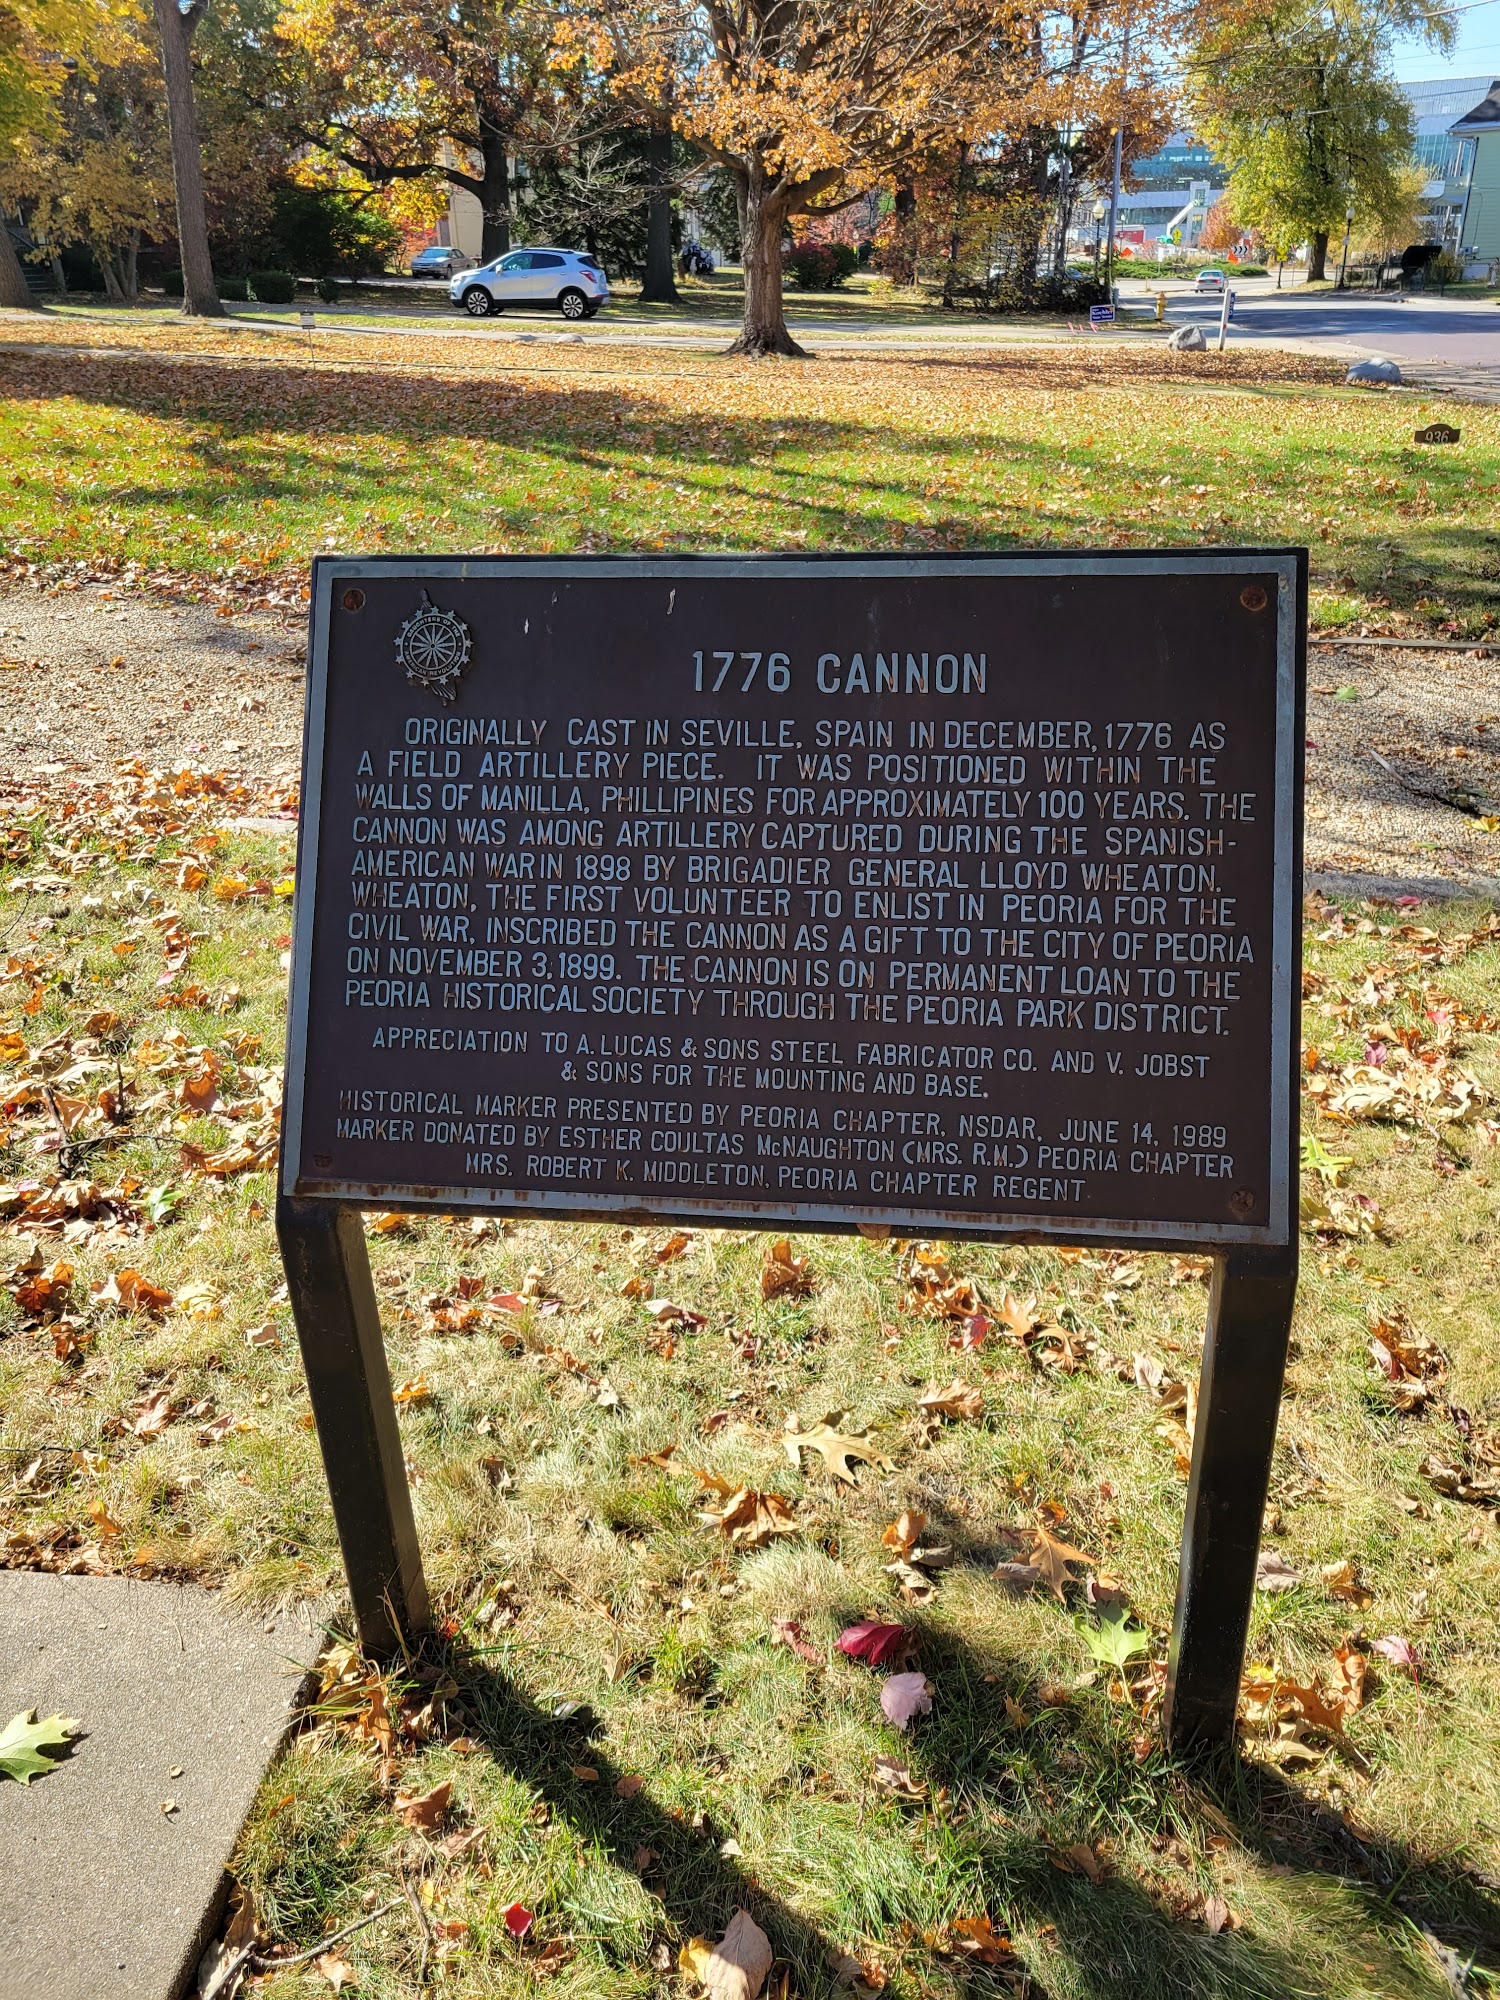 DAUGHTERS OF THE
AMERICAN REVOLUTION
1776 CANNON
ORIGINALLY CAST IN SEVILLE, SPAIN IN DECEMBER, 1776 AS
A FIELD ARTILLERY PIECE. IT WAS POSITIONED WITHIN THE
WALLS OF MANILLA, PHILLIPINES FOR APPROXIMATELY 100 YEARS. THE
CANNON WAS AMONG ARTILLERY CAPTURED DURING THE SPANISH-
AMERICAN WAR IN 1898 BY BRIGADIER GENERAL LLOYD WHEATON.
WHEATON, THE FIRST VOLUNTEER TO ENLIST IN PEORIA FOR THE
CIVIL WAR, INSCRIBED THE CANNON AS A GIFT TO THE CITY OF PEORIA
ON NOVEMBER 3, 1899. THE CANNON IS ON PERMANENT LOAN TO THE
PEORIA HISTORICAL SOCIETY THROUGH THE PEORIA PARK DISTRICT.
APPRECIATION TO A. LUCAS & SONS STEEL FABRICATOR CO. AND V. JOBST
& SONS FOR THE MOUNTING AND BASE.
HISTORICAL MARKER PRESENTED BY PEORIA CHAPTER, NSDAR, JUNE 14, 1989
MARKER DONATED BY ESTHER COULTAS McNAUGHTON (MRS. R.M.) PEORIA CHAPTER
MRS. ROBERT K. MIDDLETON, PEORIA CHAPTER REGENT
936